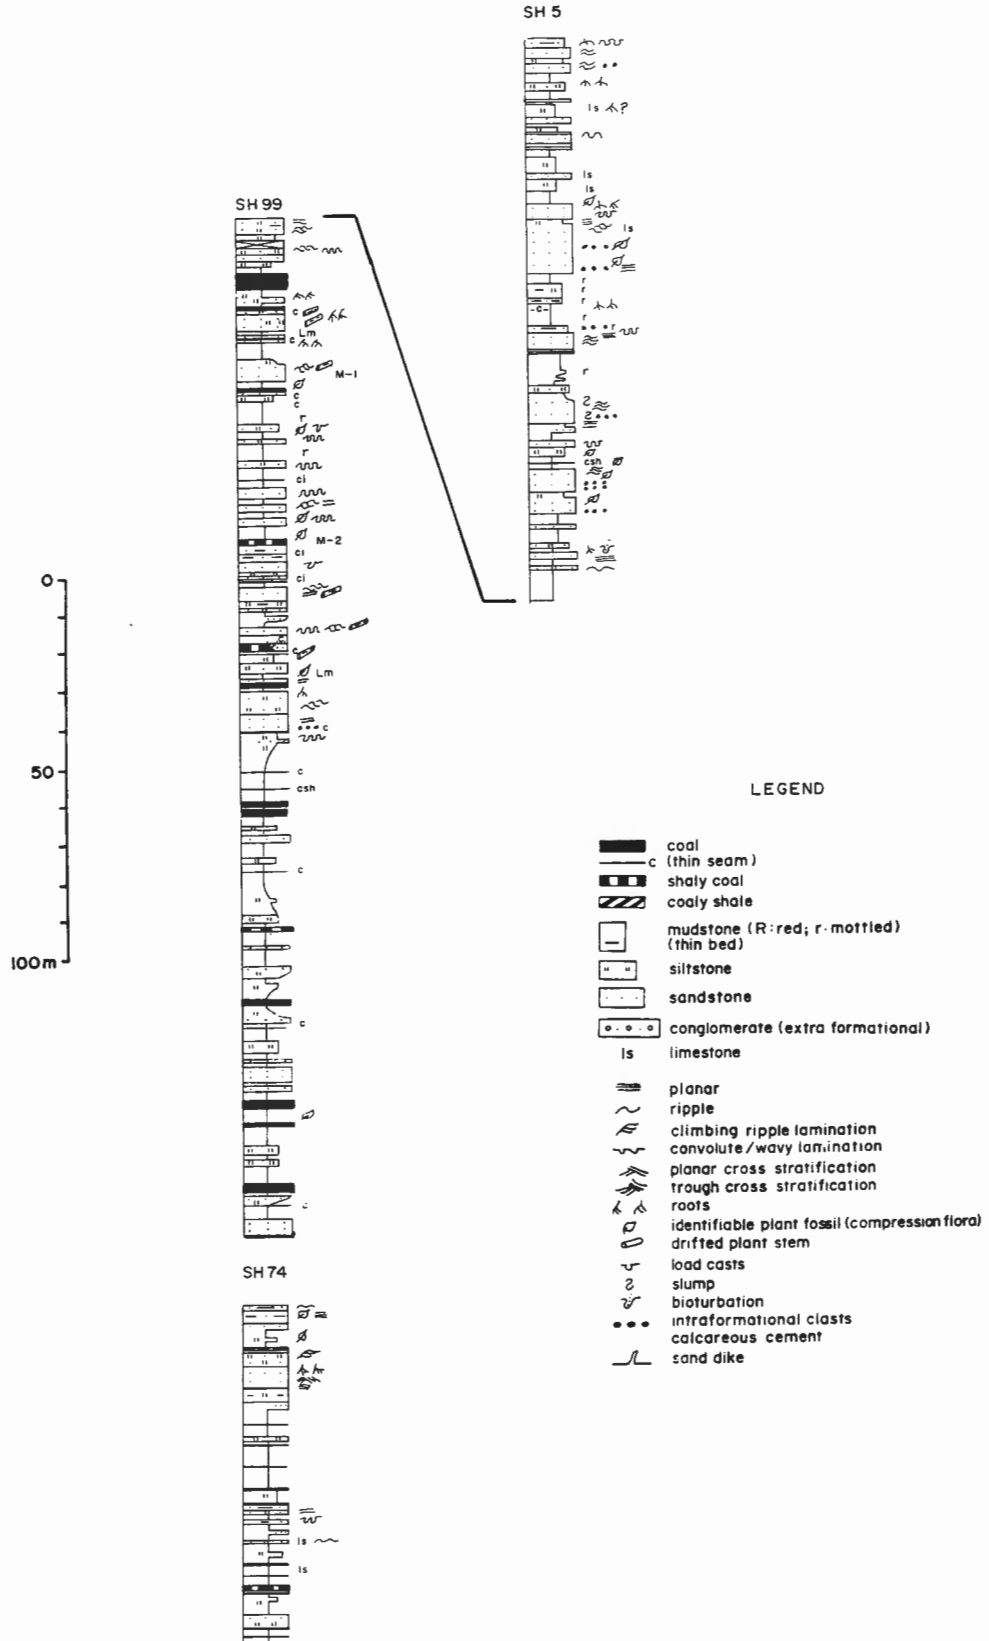 SH 5
ls
?
ls
ls
ls
r
r
r
-c-
r
r
r
csh
SH 99
c
Lm
c
M-1
c
c
r
r
ci
M-2
ci
ci
c
c
Lm
c
c
csh
c
c
c
0
50
100m
SH 74
ls
ls
LEGEND
coal
c (thin seam)
shaly coal
coaly shale
mudstone (R:red; r·mottled)
(thin bed)
siltstone
sandstone
conglomerate (extra formational)
ls limestone
planar
ripple
climbing ripple lamination
convolute/wavy lamination
planar cross stratification
trough cross stratification
roots
identifiable plant fossil (compression flora)
drifted plant stem
load casts
slump
bioturbation
intraformational clasts
calcareous cement
sand dike